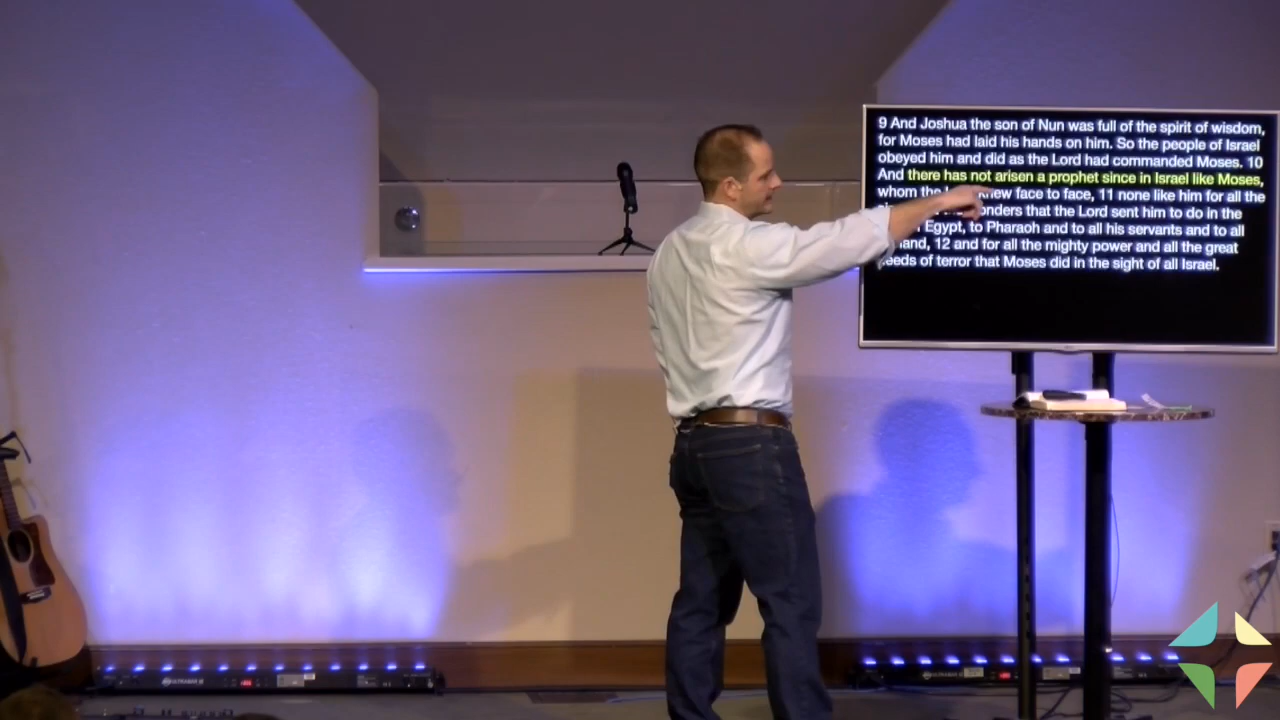 9 And Joshua the son of Nun was full of the spirit of wisdom,
for Moses had laid his hands on him. So the people of Israel
obeyed him and did as the Lord had commanded Moses. 10
And there has not arisen a prophet since in Israel like Moses,
whom the knew face to face, 11 none like him for all the
that the Lord sent him to do in the
Egypt, to Pharaoh and to all his servants and to all
12 and for all the mighty power and all the great
of terror that Moses did in the sight of all Israel.